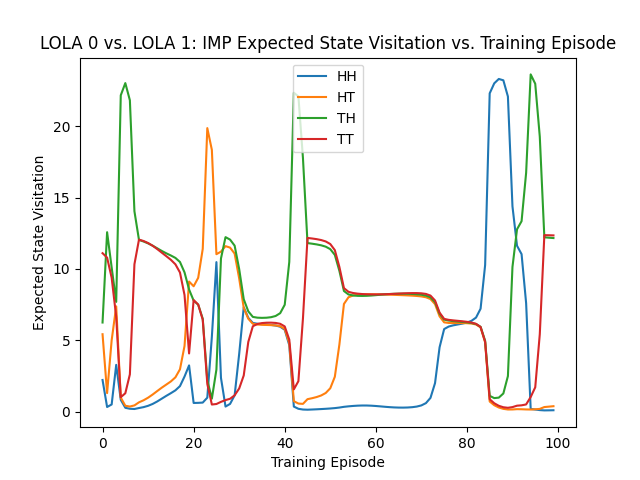 LOLA 0 vs. LOLA 1: IMP Expected State Visitation vs. Training Episode
HH
HT
TH
TT
Expected State Visitation
20
15
10
5
0
0 20 40 60 80 100
Training Episode